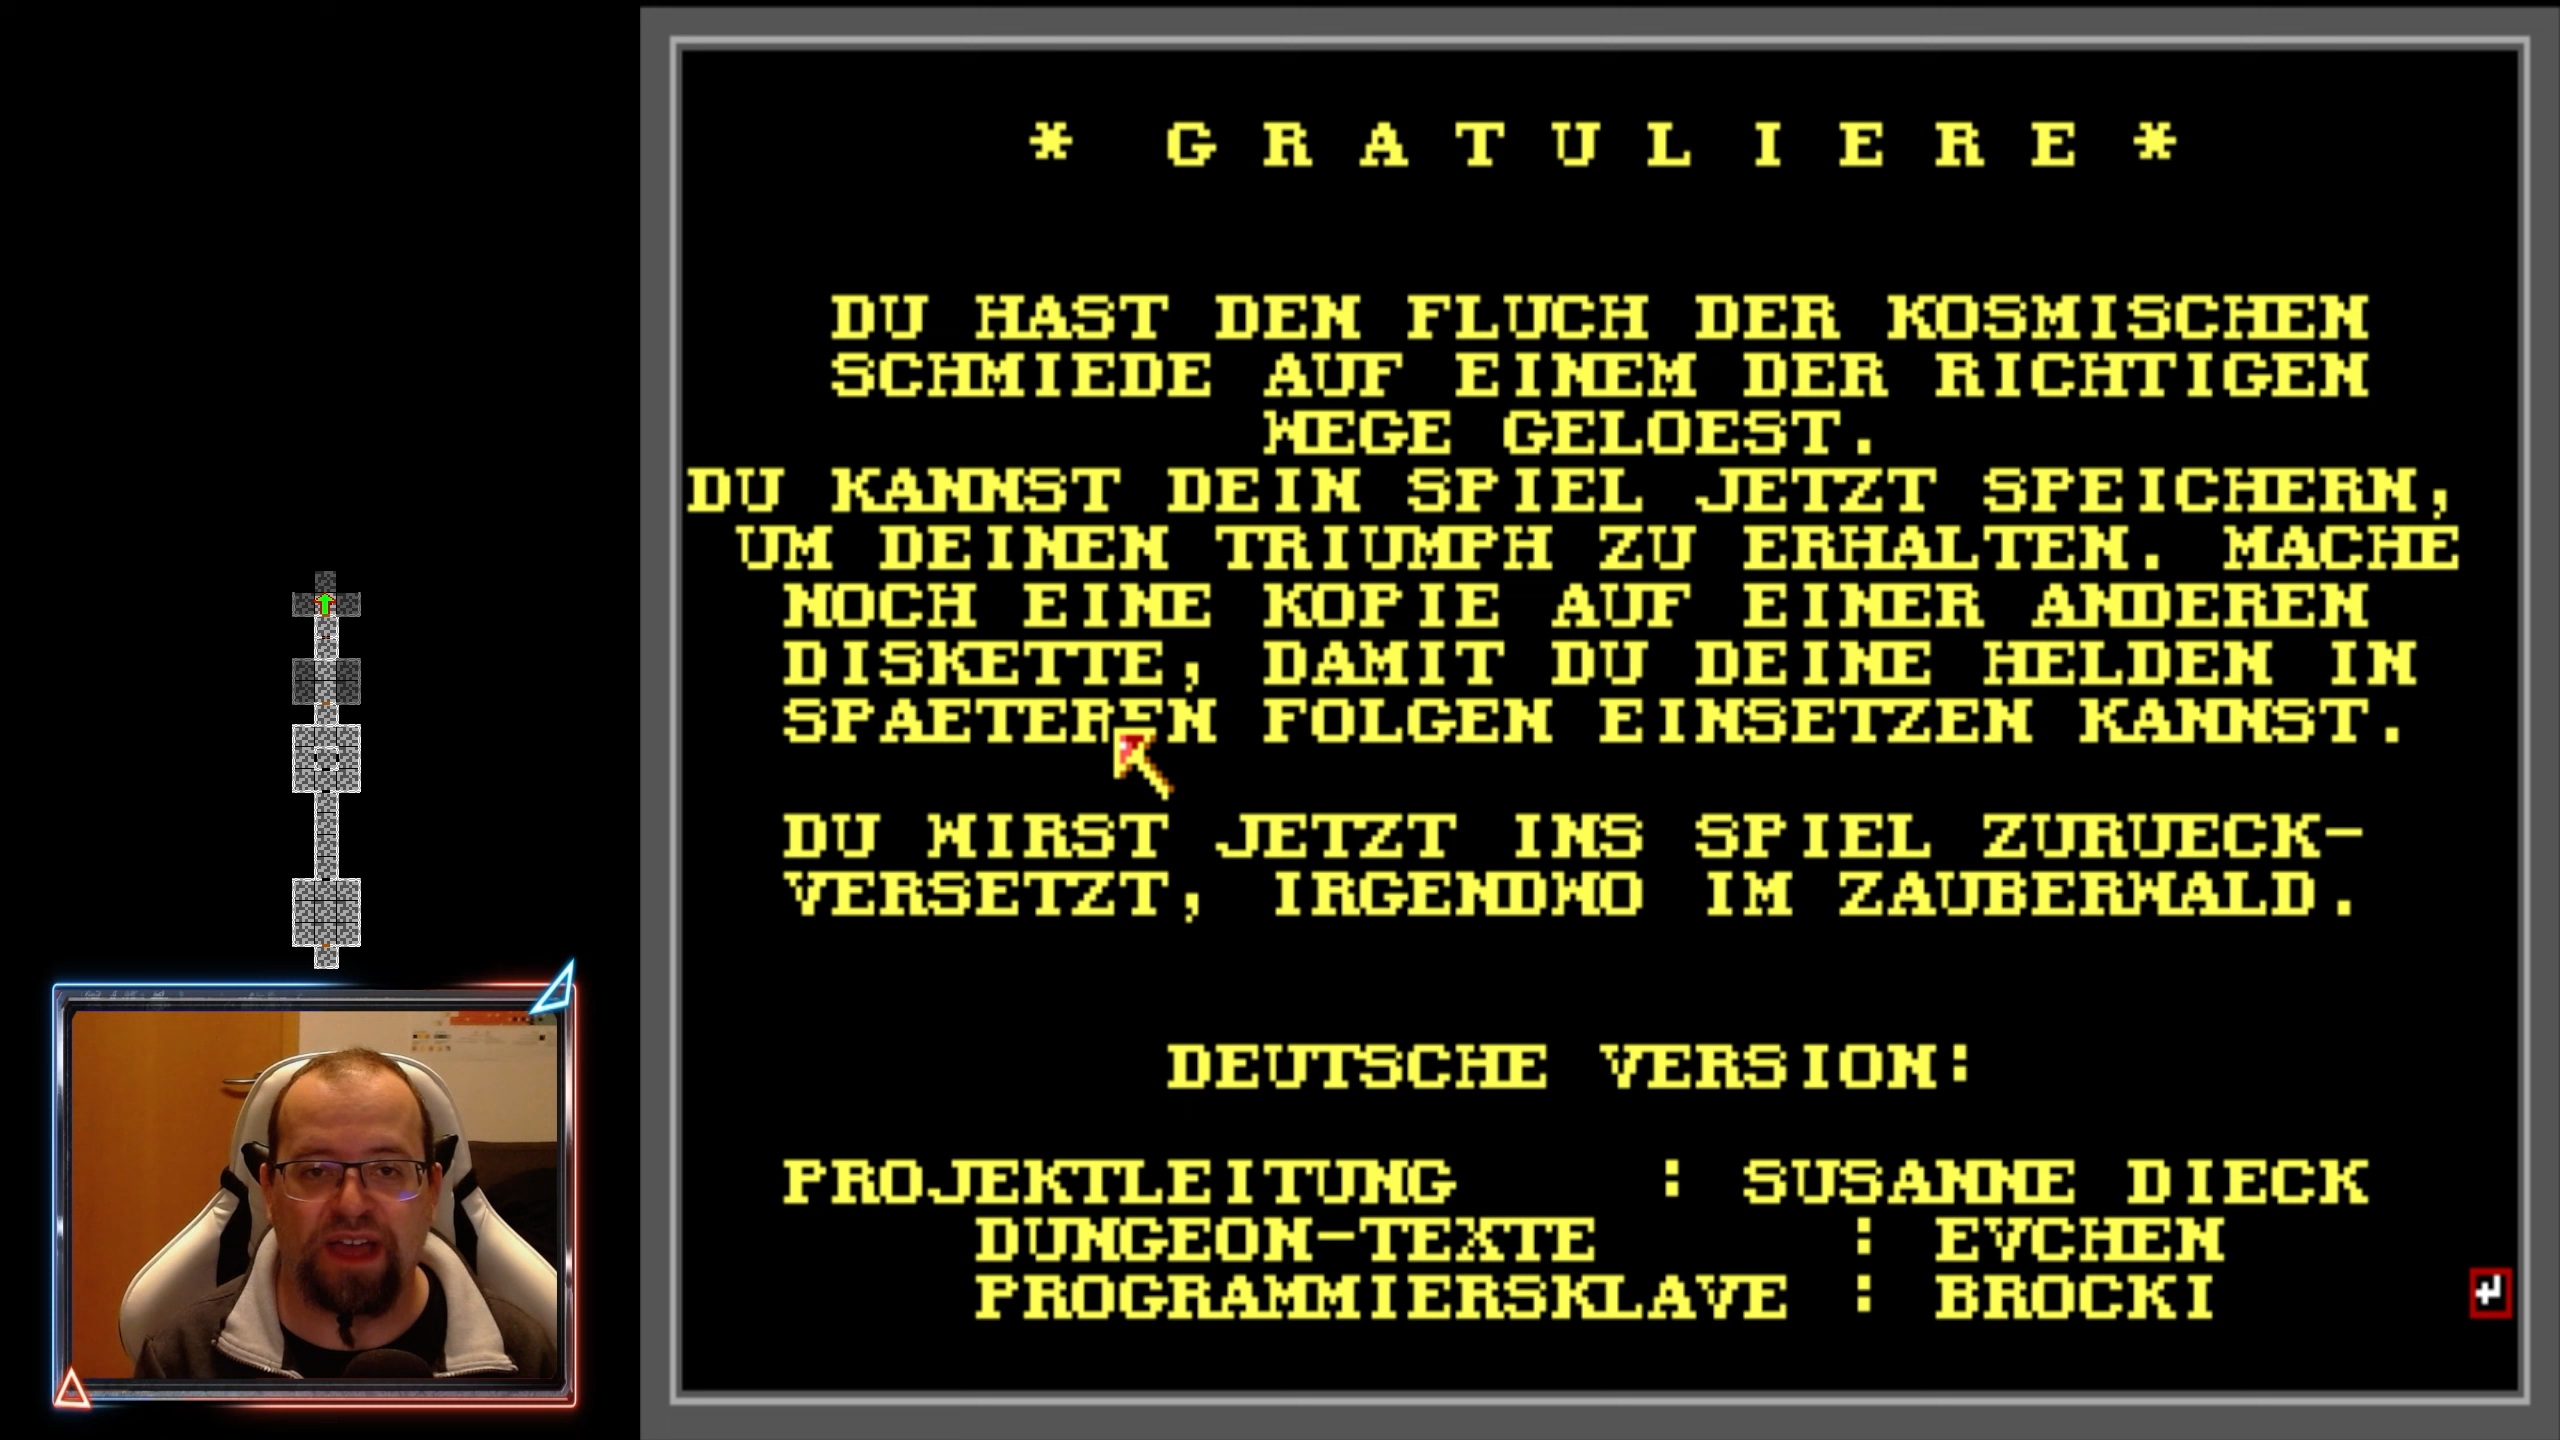 * G R A T U L I E R E *
DU HAST DEN FLUCH DER KOSMISCHEN
SCHMIEDE AUF EINEM DER RICHTIGEN
WEGE GELOEST.
DU KANNST DEIN SPIEL JETZT SPEICHERN,
UM DEINEN TRIUMPH ZU ERHALTEN. MACHE
NOCH EINE KOPIE AUF EINER ANDEREN
DISKETTE, DAMIT DU DEINE HELDEN IN
SPAETEREN FOLGEN EINSETZEN KANNST.
DU WIRST JETZT INS SPIEL ZURUECK-
VERSETZT, IRGENDWO IM ZAUBERWALD.
DEUTSCHE VERSION:
PROJEKTLEITUNG : SUSANNE DIECK
DUNGEON-TEXTE : EVCHEN
PROGRAMMIERSKLAVE : BROCKI